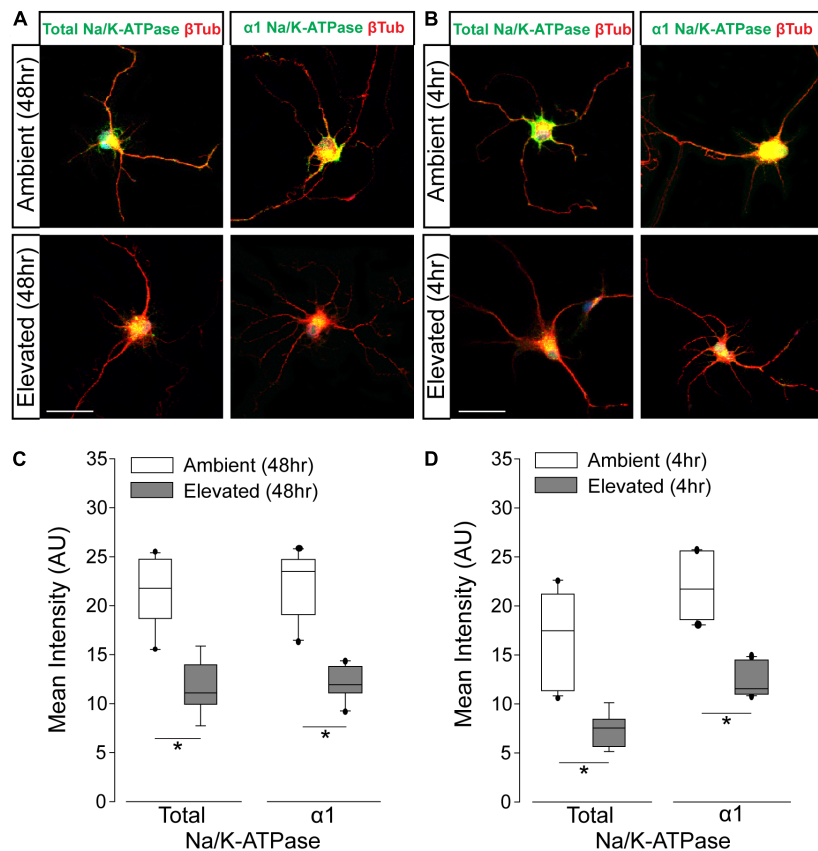 A
Total Na/K-ATPase βTub
α1 Na/K-ATPase βTub
Ambient (48hr)
Elevated (48hr)
B
Total Na/K-ATPase βTub
α1 Na/K-ATPase βTub
Ambient (4hr)
Elevated (4hr)
C
Ambient (48hr)
Elevated (48hr)
Mean Intensity (AU)
35
30
25
20
15
10
5
0
*
*
Total
α1
Na/K-ATPase
D
Ambient (4hr)
Elevated (4hr)
Mean Intensity (AU)
35
30
25
20
15
10
5
0
*
*
Total
α1
Na/K-ATPase